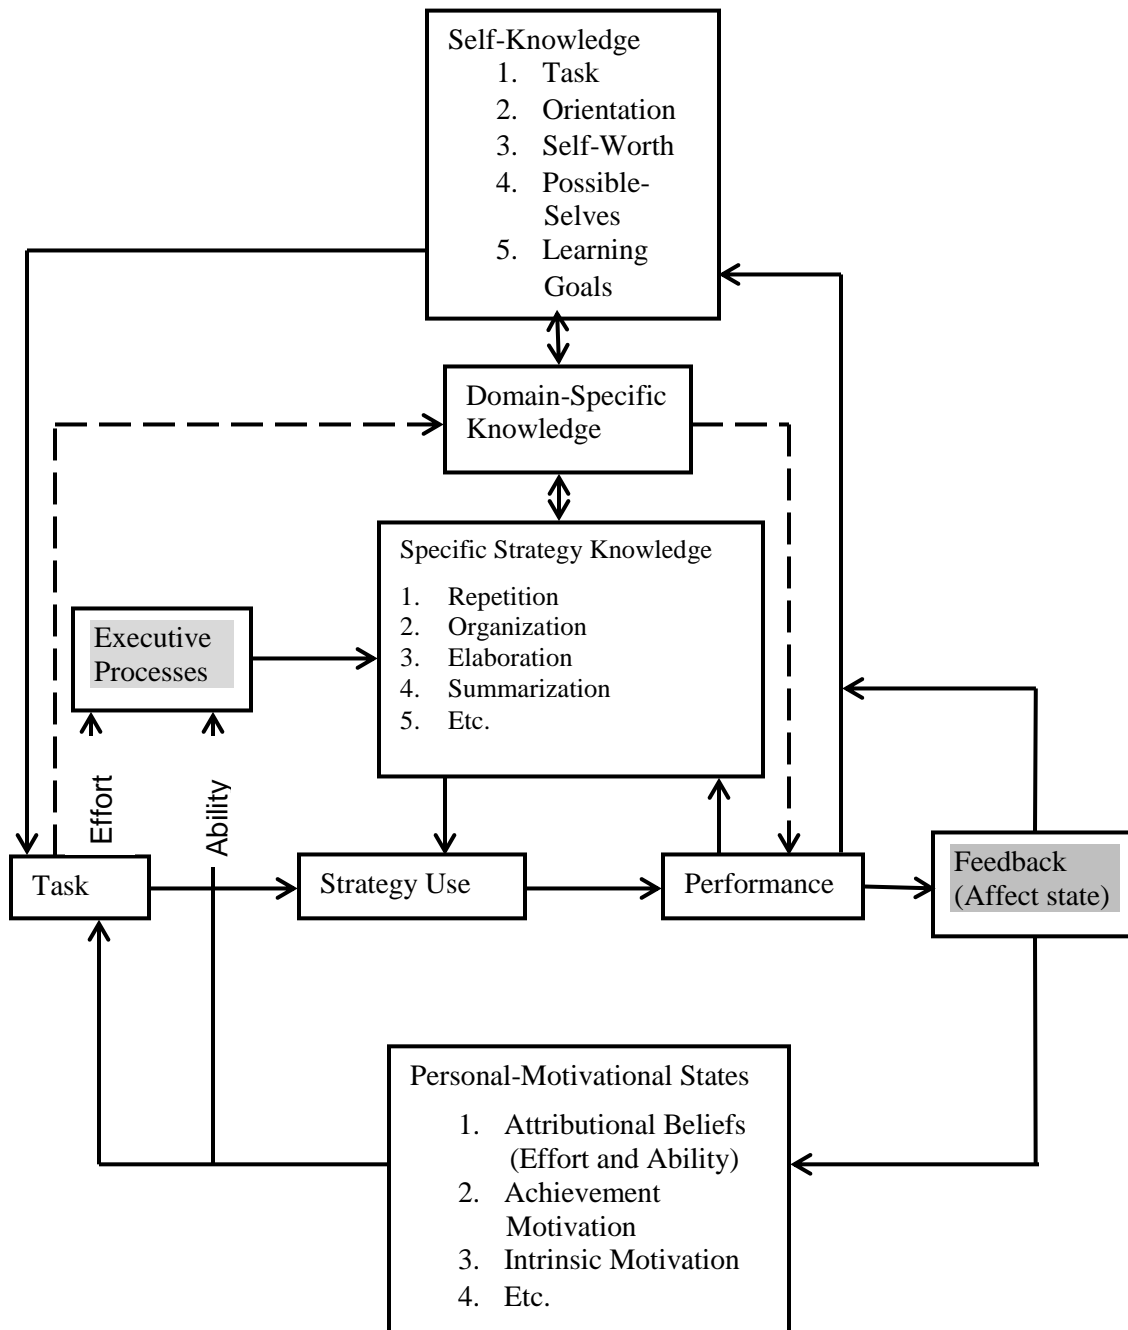 Self-Knowledge
1. Task
2. Orientation
3. Self-Worth
4. Possible-
Selves
5. Learning
Goals
Domain-Specific
Knowledge
Specific Strategy Knowledge
1. Repetition
2. Organization
3. Elaboration
4. Summarization
5. Etc.
Executive
Processes
Effort
Ability
Task
Strategy Use
Performance
Feedback
(Affect state)
Personal-Motivational States
1. Attributional Beliefs
(Effort and Ability)
2. Achievement
Motivation
3. Intrinsic Motivation
4. Etc.